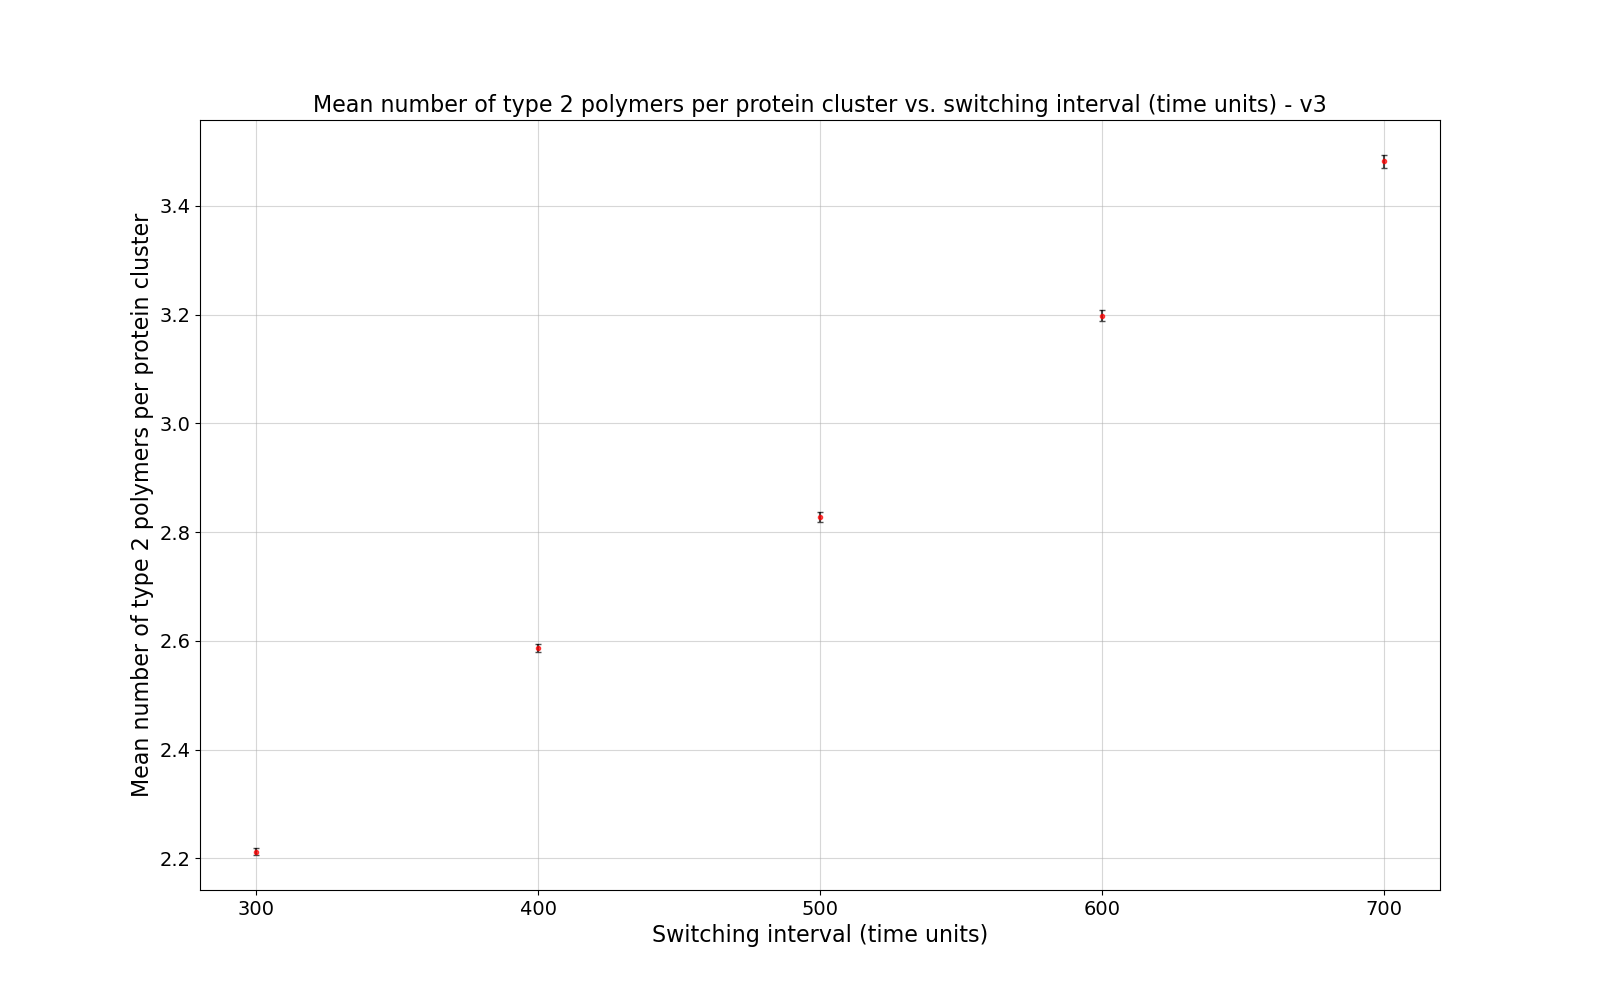 Mean number of type 2 polymers per protein cluster vs. switching interval (time units) - v3
Mean number of type 2 polymers per protein cluster
3.4
3.2
3.0
2.8
2.6
2.4
2.2
300 400 500 600 700
Switching interval (time units)